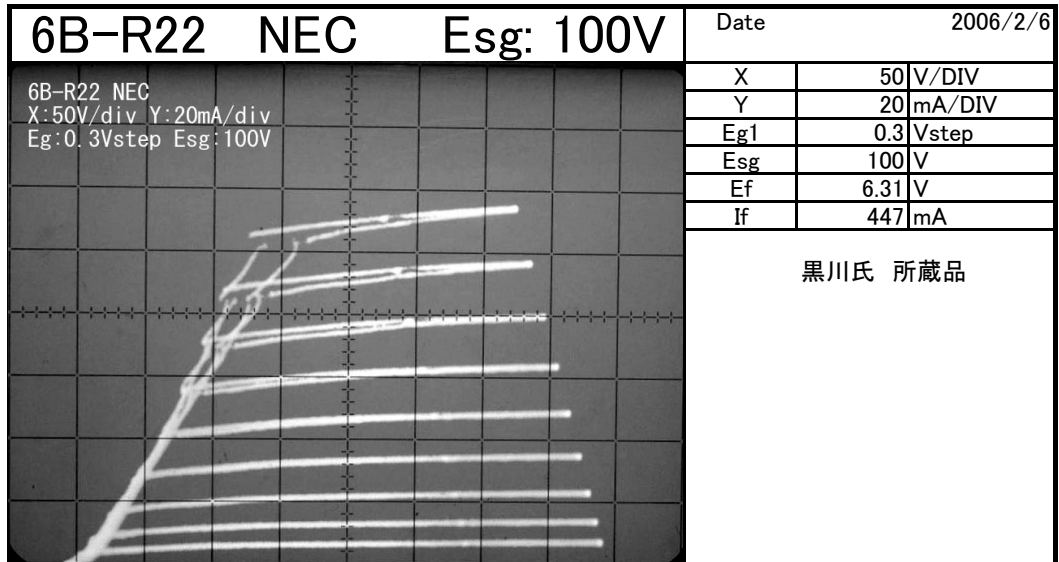 6B-R22 NEC Esg: 100V
6B-R22 NEC
X:50V/div Y:20mA/div
Eg:0.3Vstep Esg:100V
Date 2006/2/6
X 50 V/DIV
Y 20 mA/DIV
Eg1 0.3 Vstep
Esg 100 V
Ef 6.31 V
If 447 mA
黒川氏 所蔵品